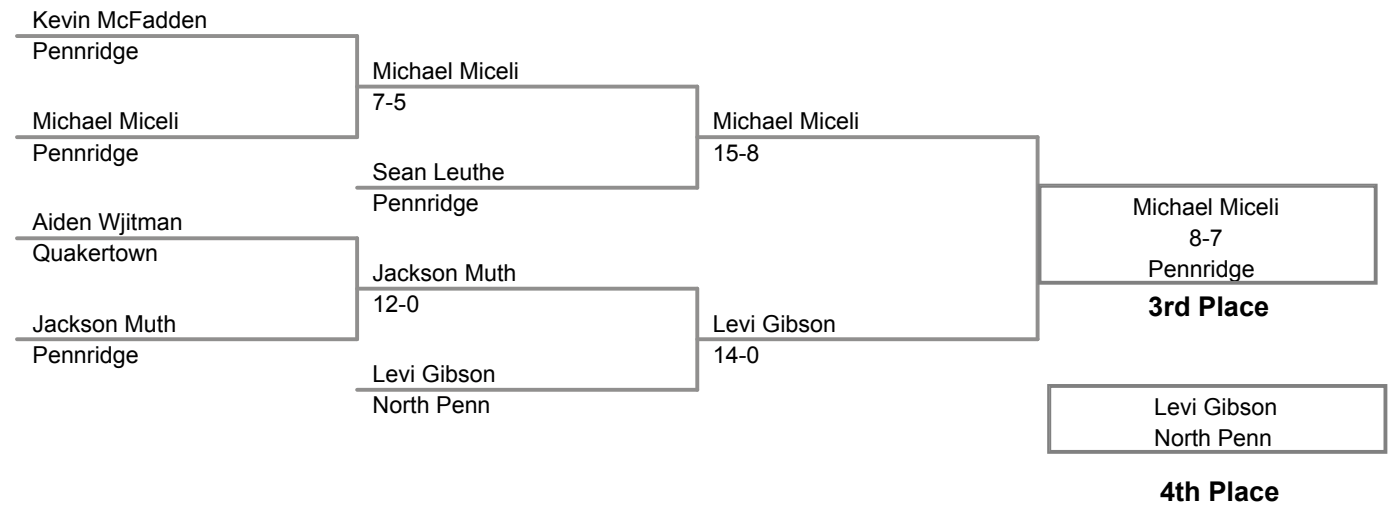 Kevin McFadden
Pennridge
Michael Miceli
7-5
Michael Miceli
Pennridge
Michael Miceli
15-8
Sean Leuthe
Pennridge
Aiden Wjitman
Quakertown
Michael Miceli
8-7
Pennridge
3rd Place
Jackson Muth
12-0
Jackson Muth
Pennridge
Levi Gibson
14-0
Levi Gibson
North Penn
Levi Gibson
North Penn
4th Place